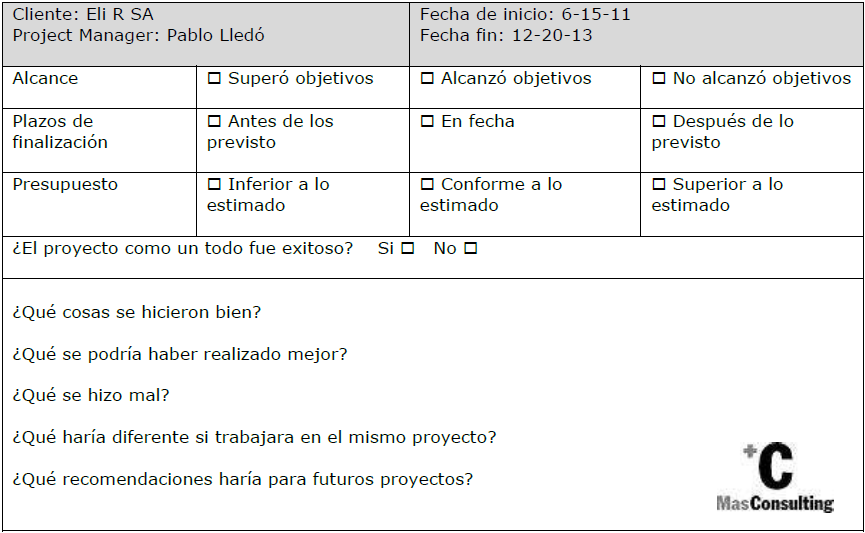 Cliente: Eli R SA
Project Manager: Pablo Lledó
Fecha de inicio: 6-15-11
Fecha fin: 12-20-13
Alcance
□ Superó objetivos
□ Alcanzó objetivos
□ No alcanzó objetivos
Plazos de
finalización
□ Antes de los
previsto
□ En fecha
□ Después de lo
previsto
Presupuesto
□ Inferior a lo
estimado
□ Conforme a lo
estimado
□ Superior a lo
estimado
¿El proyecto como un todo fue exitoso? Si □ No □
¿Qué cosas se hicieron bien?
¿Qué se podría haber realizado mejor?
¿Qué se hizo mal?
¿Qué haría diferente si trabajara en el mismo proyecto?
¿Qué recomendaciones haría para futuros proyectos?
+C
MasConsulting